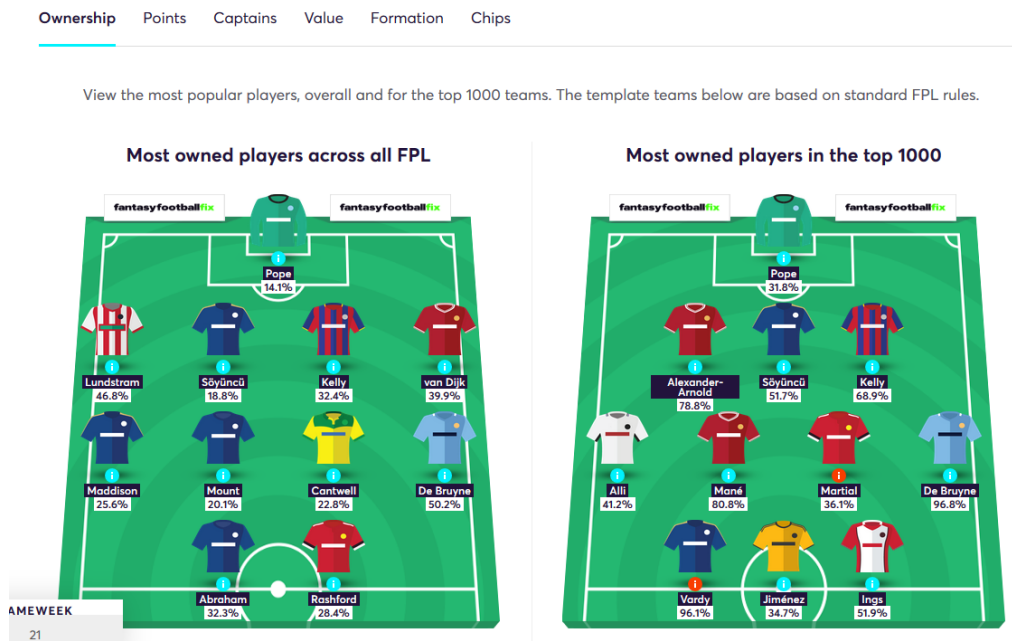 Ownership Points Captains Value Formation Chips
View the most popular players, overall and for the top 1000 teams. The template teams below are based on standard FPL rules.
Most owned players across all FPL
fantasyfootballfix fantasyfootballfix
Pope
14.1%
Lundstram Söyüncü Kelly van Dijk
46.8% 18.8% 32.4% 39.9%
Maddison Mount Cantwell De Bruyne
25.6% 20.1% 22.8% 50.2%
Abraham Rashford
32.3% 28.4%
AMEWEEK
21
Most owned players in the top 1000
fantasyfootballfix fantasyfootballfix
Pope
31.8%
Alexander-
Arnold Söyüncü Kelly
78.8% 51.7% 68.9%
Alli Mané Martial De Bruyne
41.2% 80.8% 36.1% 96.8%
Vardy Jiménez Ings
96.1% 34.7% 51.9%